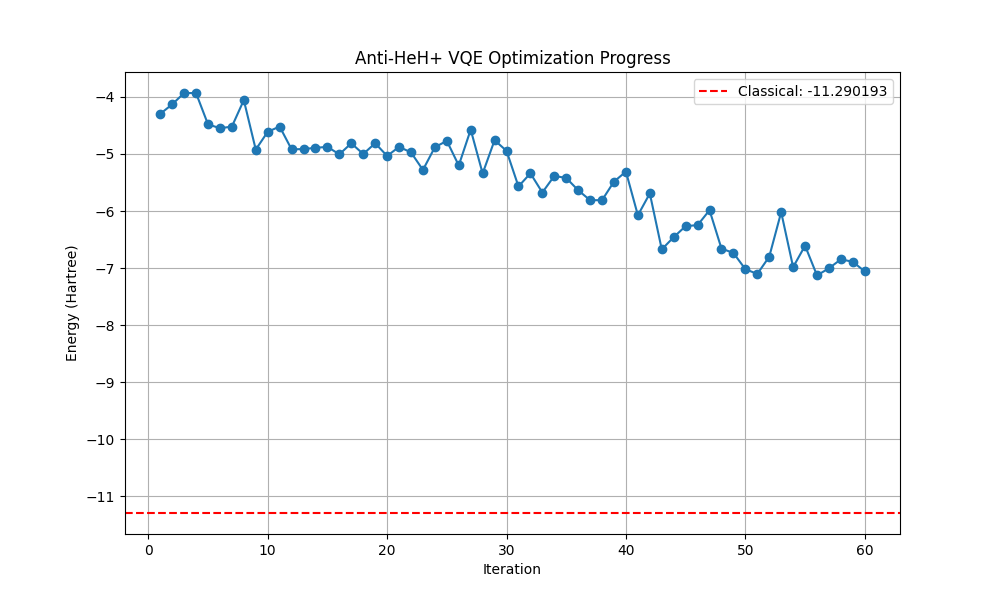 Anti-HeH+ VQE Optimization Progress
Classical: -11.290193
Energy (Hartree)
−4
−5
−6
−7
−8
−9
−10
−11
0 10 20 30 40 50 60
Iteration